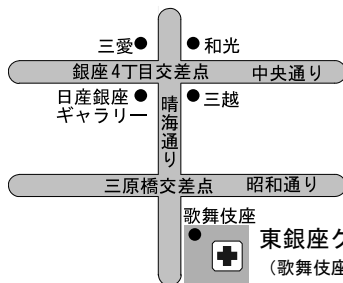 三愛
和光
銀座4丁目交差点
中央通り
日産銀座
ギャラリー
三越
晴海通り
三原橋交差点
昭和通り
歌舞伎座
東銀座ク
（歌舞伎座